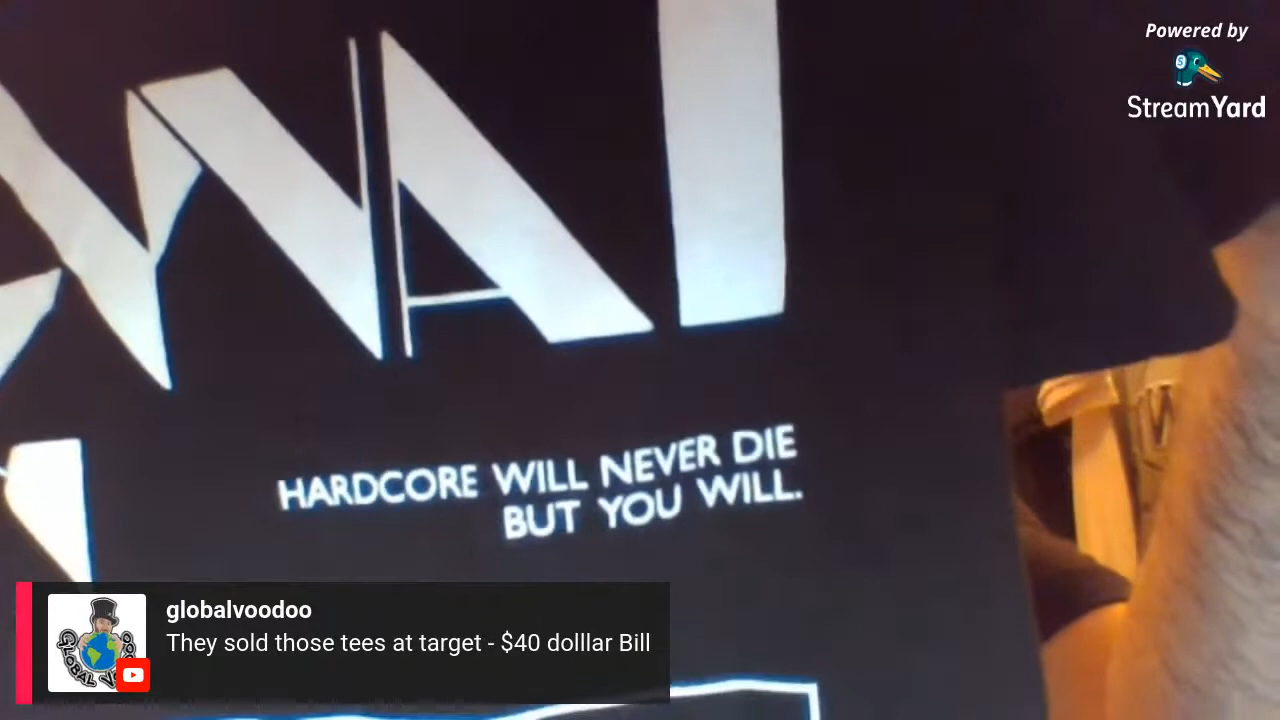 Powered by
StreamYard
HARDCORE WILL NEVER DIE
BUT YOU WILL.
globalvoodoo
They sold those tees at target - $40 dolllar Bill